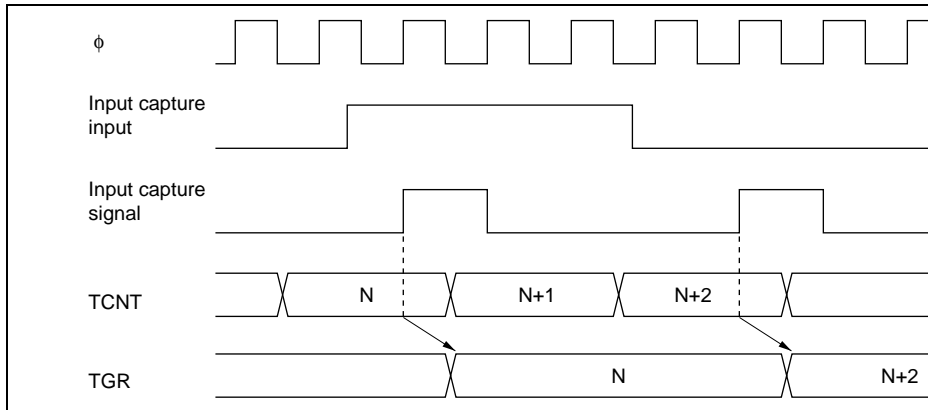 ϕ
Input capture
input
Input capture
signal
TCNT
N
N+1
N+2
TGR
N
N+2